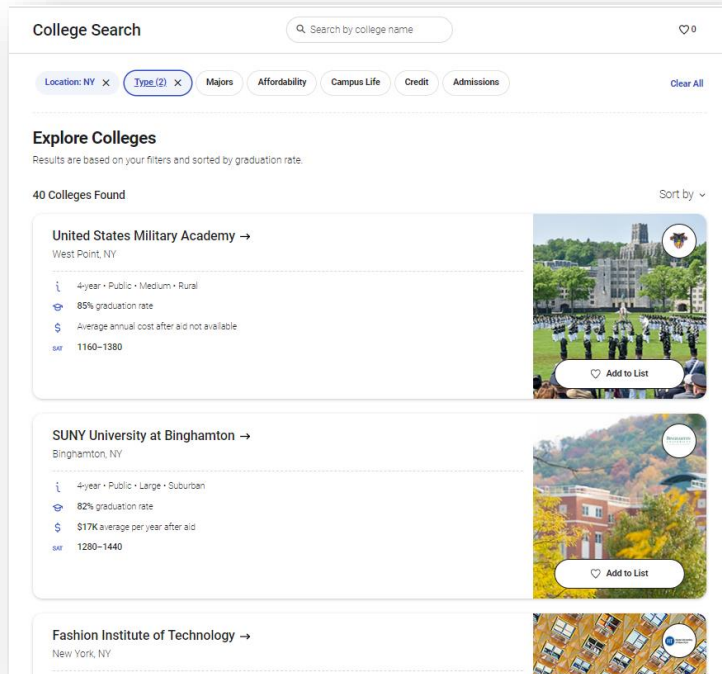 College Search
Search by college name
0
Location: NY X
Type (2) X
Majors
Affordability
Campus Life
Credit
Admissions
Clear All
Explore Colleges
Results are based on your filters and sorted by graduation rate.
40 Colleges Found
Sort by
United States Military Academy →
West Point, NY
4-year • Public • Medium • Rural
85% graduation rate
$ Average annual cost after aid not available
SAT 1160–1380
Add to List
SUNY University at Binghamton →
Binghamton, NY
4-year • Public • Large • Suburban
82% graduation rate
$ $17K average per year after aid
SAT 1280–1440
BINGHAMTON
Add to List
Fashion Institute of Technology →
New York, NY